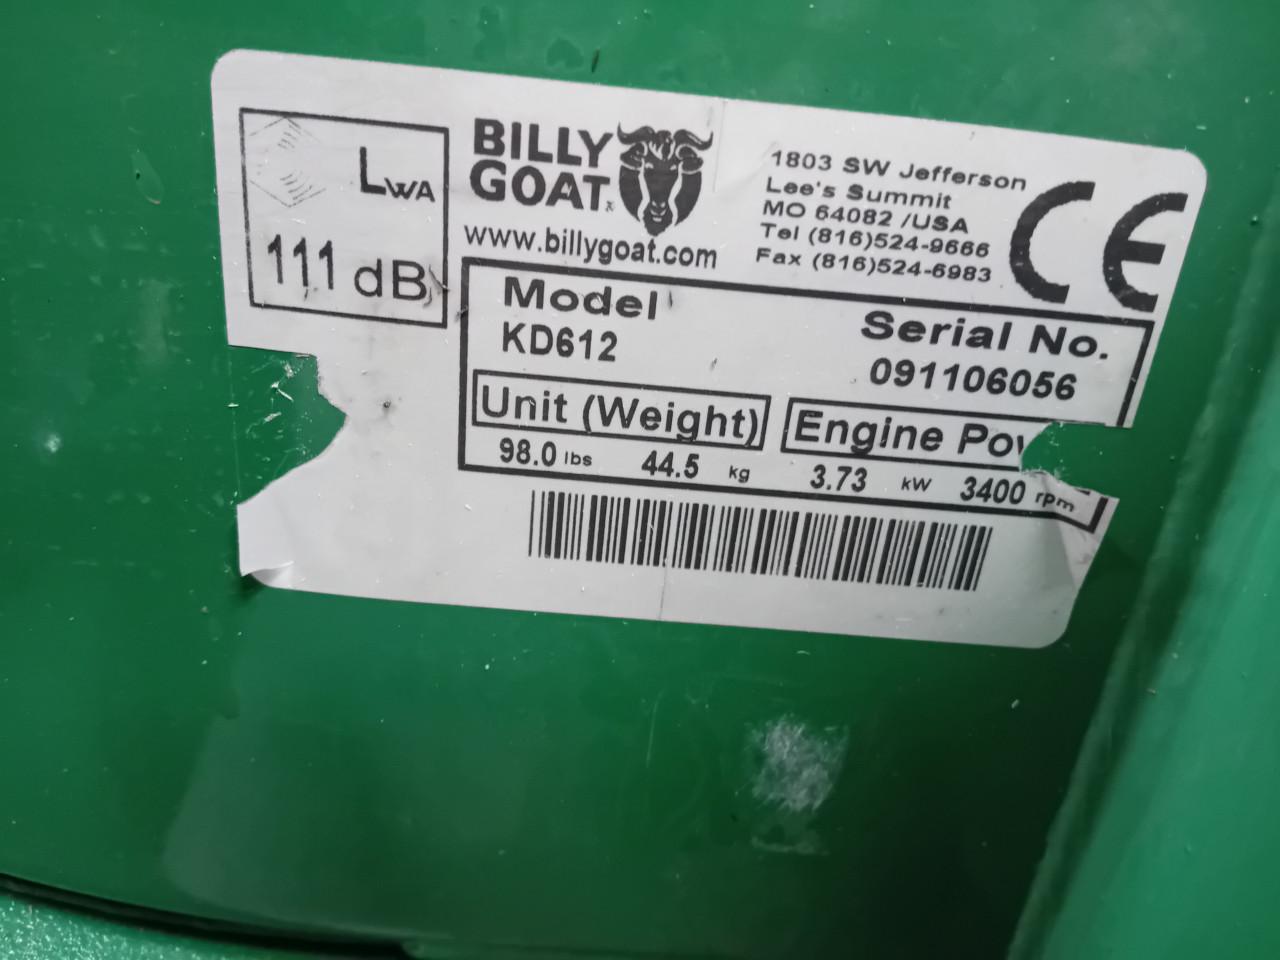 LWA
111 dB
BILLY
GOAT
www.billygoat.com
1803 SW Jefferson
Lee's Summit
MO 64082 /USA
Tel (816)524-9666
Fax (816)524-6983
CE
Model
KD612
Serial No.
091106056
Unit (Weight)
98.0 lbs 44.5 kg
Engine
3.73 kW 3400 rpm